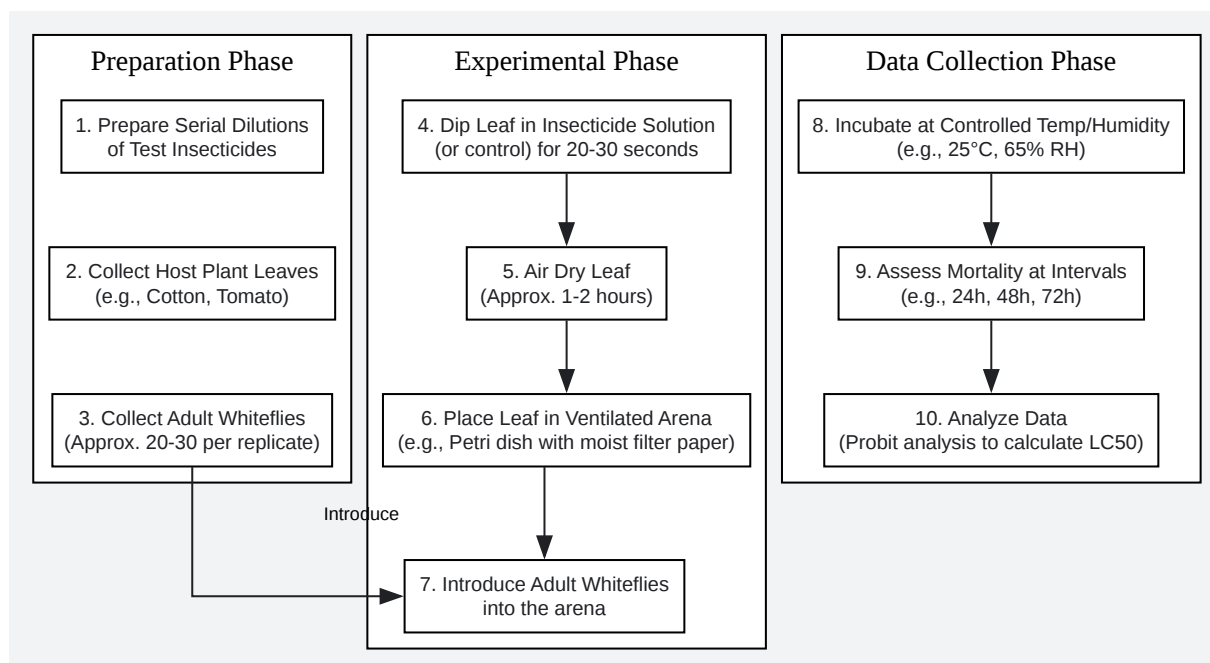 Preparation Phase
1. Prepare Serial Dilutions
of Test Insecticides
2. Collect Host Plant Leaves
(e.g., Cotton, Tomato)
3. Collect Adult Whiteflies
(Approx. 20-30 per replicate)
Introduce
Experimental Phase
4. Dip Leaf in Insecticide Solution
(or control) for 20-30 seconds
5. Air Dry Leaf
(Approx. 1-2 hours)
6. Place Leaf in Ventilated Arena
(e.g., Petri dish with moist filter paper)
7. Introduce Adult Whiteflies
into the arena
Data Collection Phase
8. Incubate at Controlled Temp/Humidity
(e.g., 25°C, 65% RH)
9. Assess Mortality at Intervals
(e.g., 24h, 48h, 72h)
10. Analyze Data
(Probit analysis to calculate LC50)